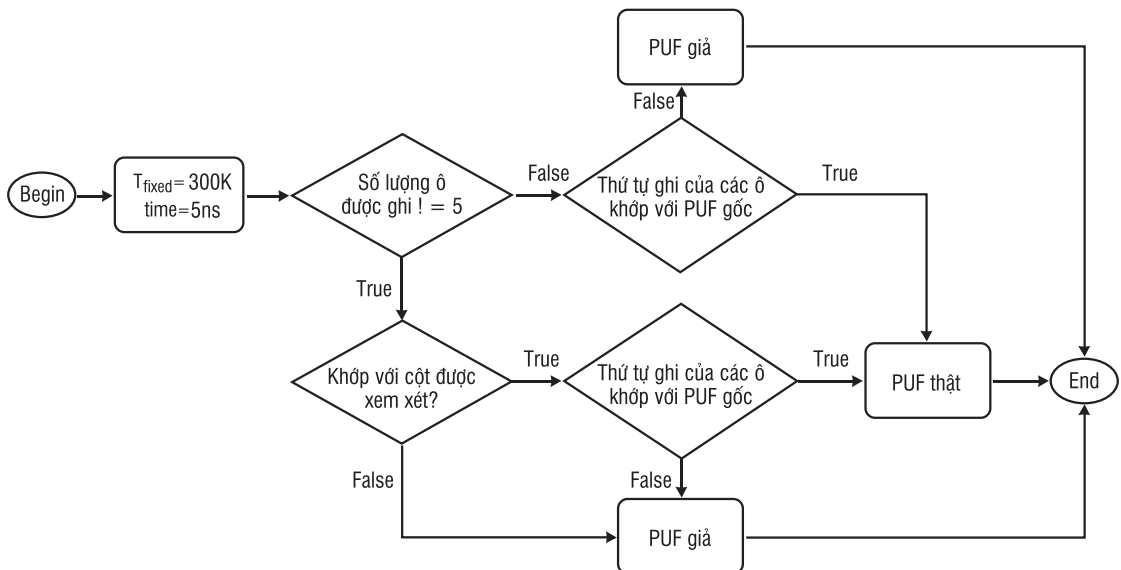 PUF giả
False
Begin
Tfixed= 300K
time=5ns
Số lượng ô
được ghi ! = 5
False
Thứ tự ghi của các ô
khớp với PUF gốc
True
True
Khớp với cột được
xem xét?
True
Thứ tự ghi của các ô
khớp với PUF gốc
True
PUF thật
End
False
False
PUF giả